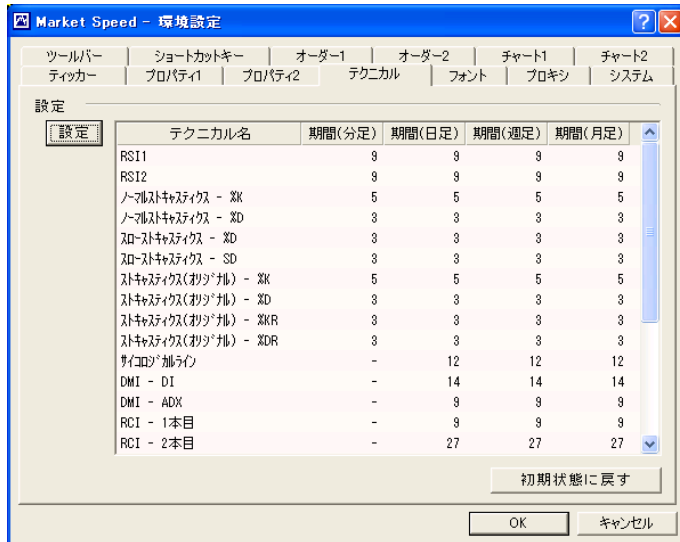 Market Speed - 環境設定
ツールバー ショートカットキー オーダー1 オーダー2 チャート1 チャート2
ティッカー プロパティ1 プロパティ2 テクニカル フォント プロキシ システム
設定
設定
テクニカル名 期間(分足) 期間(日足) 期間(週足) 期間(月足)
RSI1 9 9 9 9
RSI2 9 9 9 9
ノーマルストキャスティクス - %K 5 5 5 5
ノーマルストキャスティクス - %D 3 3 3 3
スローストキャスティクス - %D 3 3 3 3
スローストキャスティクス - SD 3 3 3 3
ストキャスティクス(オリジナル) - %K 5 5 5 5
ストキャスティクス(オリジナル) - %D 3 3 3 3
ストキャスティクス(オリジナル) - %KR 3 3 3 3
ストキャスティクス(オリジナル) - %DR 3 3 3 3
サイコロジカルライン - 12 12 12
DMI - DI - 14 14 14
DMI - ADX - 9 9 9
RCI - 1本目 - 9 9 9
RCI - 2本目 - 27 27 27
初期状態に戻す
OK キャンセル